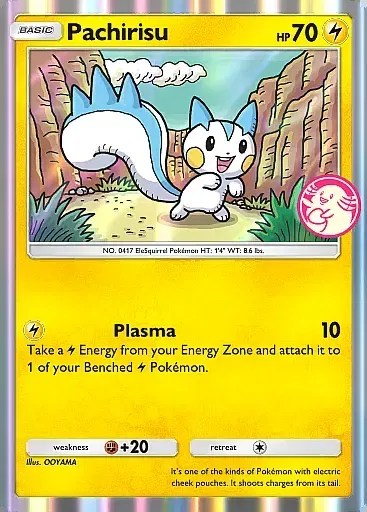 BASIC Pachirisu HP 70
NO. 0417 EleSquirrel Pokémon HT: 1'4" WT: 8.6 lbs.
Plasma 10
Take a Energy from your Energy Zone and attach it to
1 of your Benched Pokémon.
weakness +20 retreat
Illus. OOYAMA
It's one of the kinds of Pokémon with electric
cheek pouches. It shoots charges from its tail.